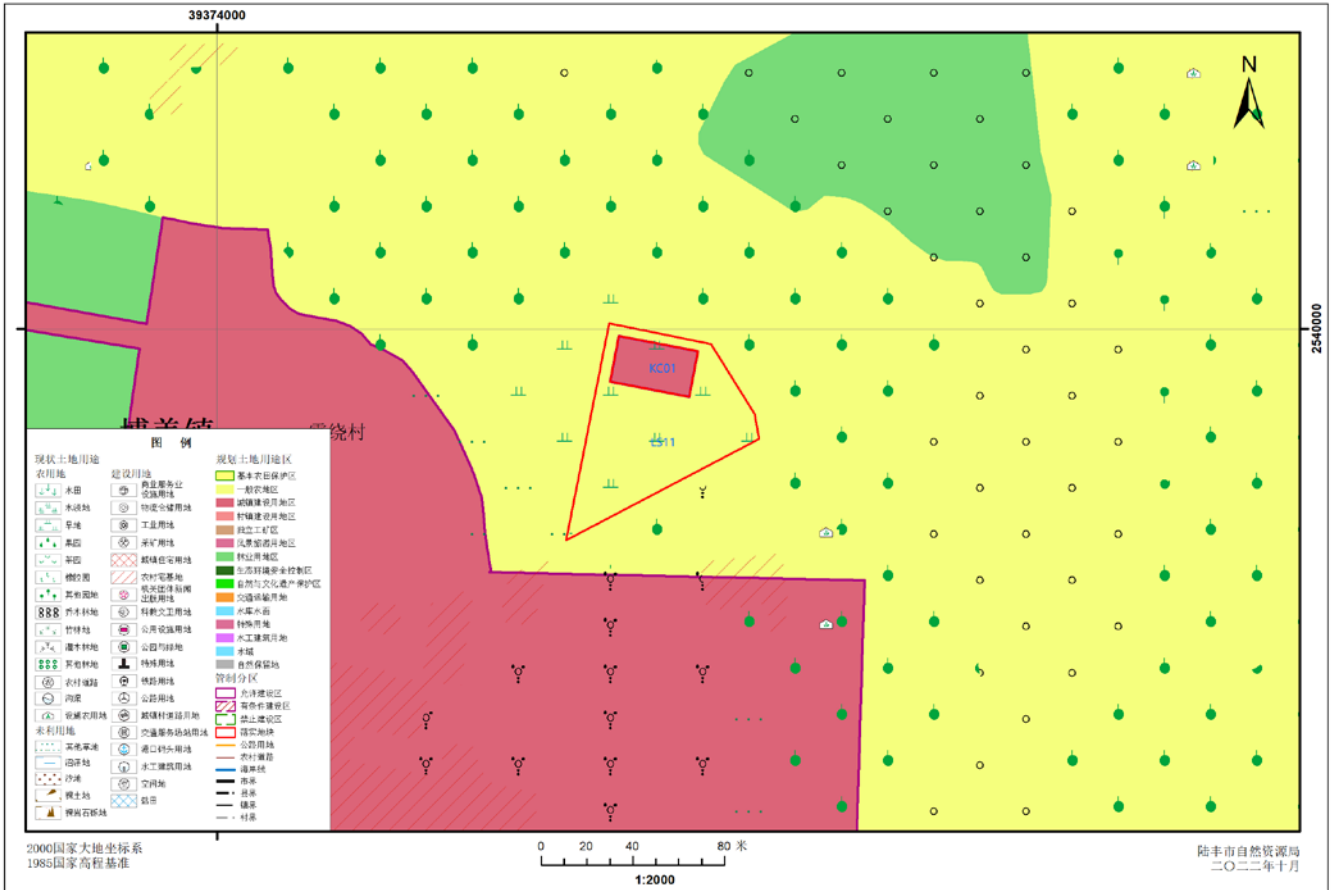 39374000
N
2540000
KC01
LS11
图 例
现状土地用途
农用地
水田
水浇地
旱地
果园
茶园
橡胶园
其他园地
乔木林地
竹林地
灌木林地
其他林地
农村道路
沟渠
设施农用地
未利用地
其他草地
沼泽地
沙地
裸土地
裸岩石砾地
建设用地
商业服务业
设施用地
物流仓储用地
工业用地
采矿用地
城镇住宅用地
农村宅基地
机关团体新闻
出版用地
科教文卫用地
公用设施用地
公园与绿地
特殊用地
铁路用地
公路用地
城镇村道路用地
交通服务场站用地
港口码头用地
水工建筑用地
空闲地
盐田
规划土地用途区
基本农田保护区
一般农地区
城镇建设用地区
村镇建设用地区
独立工矿区
风景旅游用地区
林业用地区
生态环境安全控制区
自然与文化遗产保护区
交通运输用地
水库水面
特殊用地
水工建筑用地
水域
自然保留地
管制分区
允许建设区
有条件建设区
禁止建设区
落实地块
公路用地
农村道路
海岸线
市界
县界
镇界
村界
2000国家大地坐标系
1985国家高程基准
0 20 40 80 米
1:2000
陆丰市自然资源局
二〇二二年十月